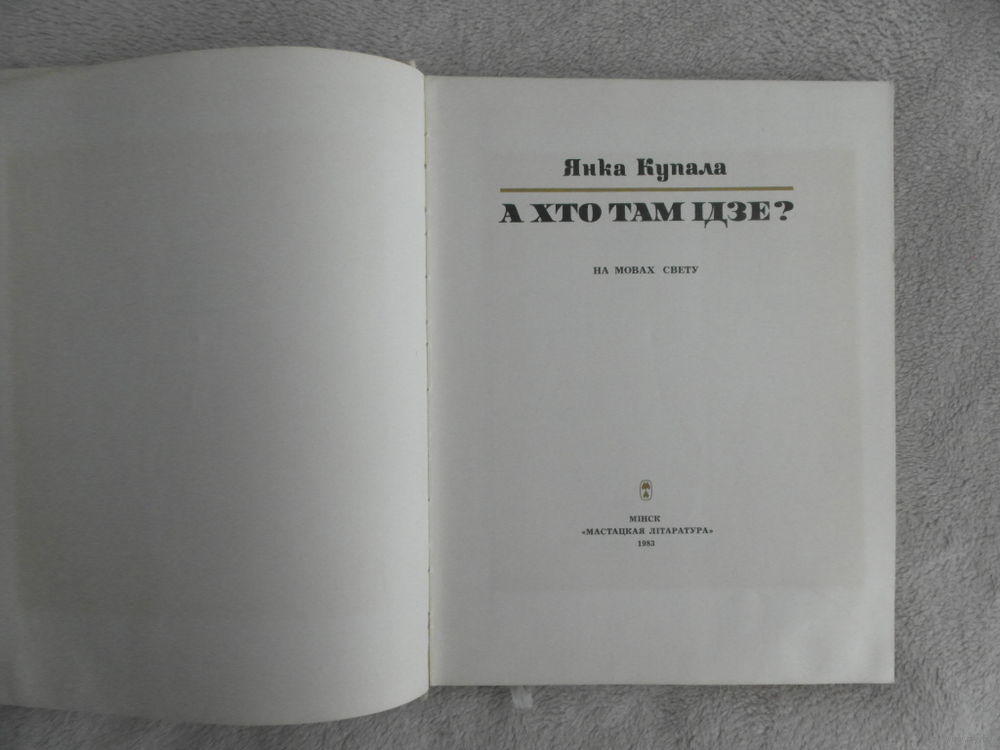 Янка Купала
А ХТО ТАМ ІДЗЕ?
НА МОВАХ СВЕТУ
МІНСК
«МАСТАЦКАЯ ЛІТАРАТУРА»
1983